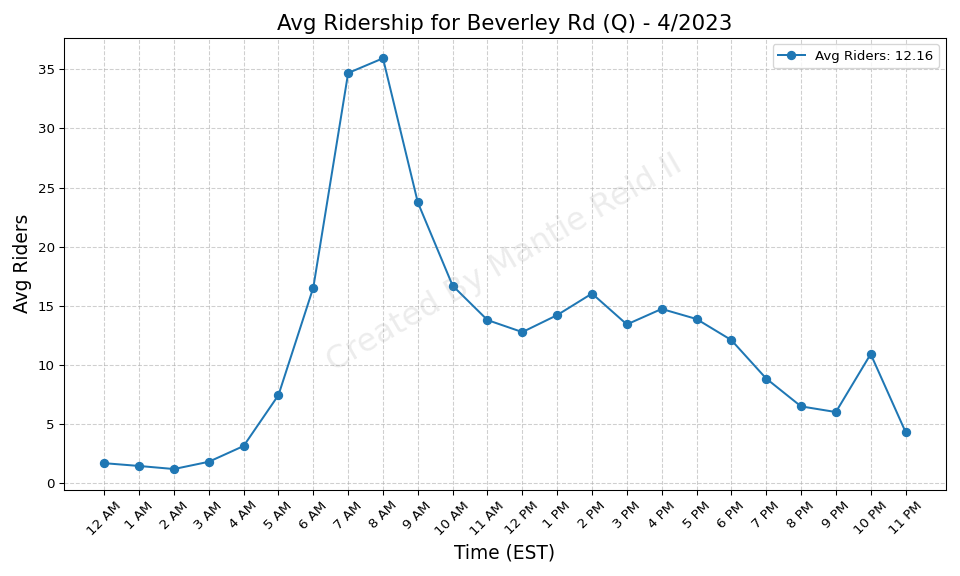 Avg Ridership for Beverley Rd (Q) - 4/2023
Avg Riders: 12.16
35
30
25
20
15
10
5
0
Avg Riders
Created By Mantle Reid II
12 AM
1 AM
2 AM
3 AM
4 AM
5 AM
6 AM
7 AM
8 AM
9 AM
10 AM
11 AM
12 PM
1 PM
2 PM
3 PM
4 PM
5 PM
6 PM
7 PM
8 PM
9 PM
10 PM
11 PM
Time (EST)